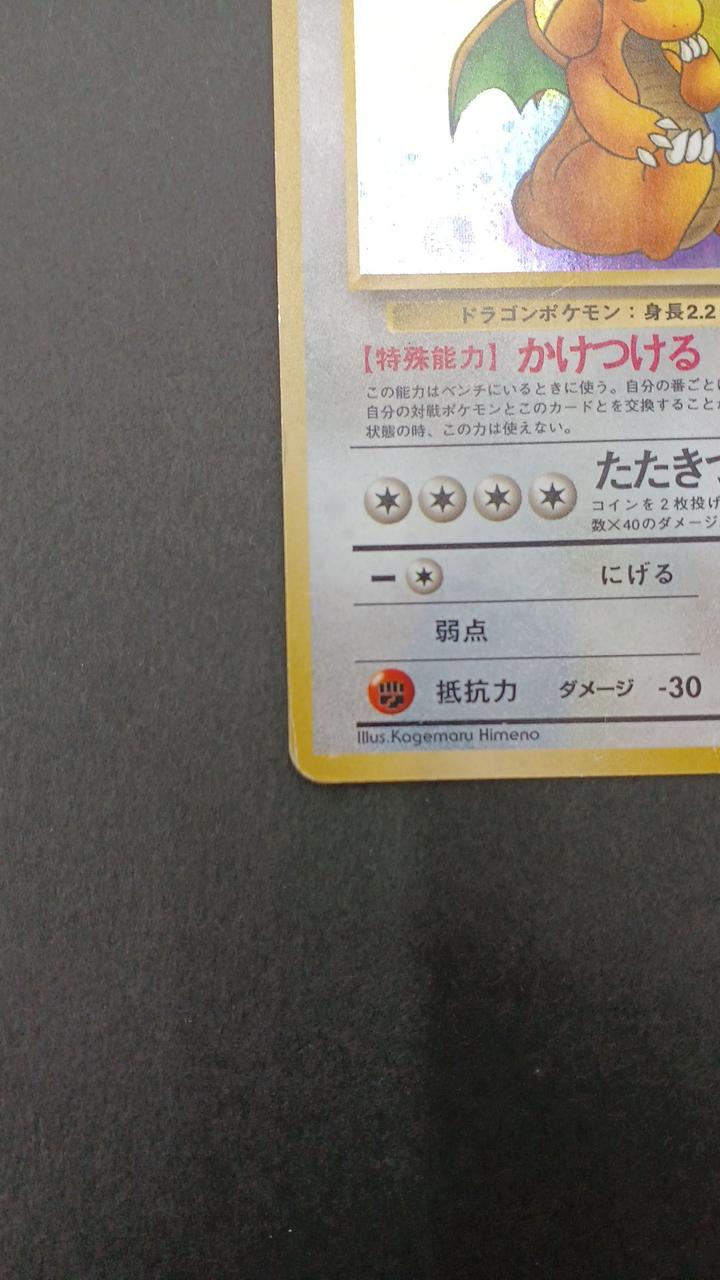 ドラゴンポケモン：身長2.2
【特殊能力】かけつける
この能力はベンチにいるときに使う。自分の番ごとに
自分の対戦ポケモンとこのカードとを交換すること
状態の時、この力は使えない。
たたきつ
コインを2枚投げ
数×40のダメージ
ー にげる
弱点
抵抗力 ダメージ -30
Illus.Kagemaru Himeno